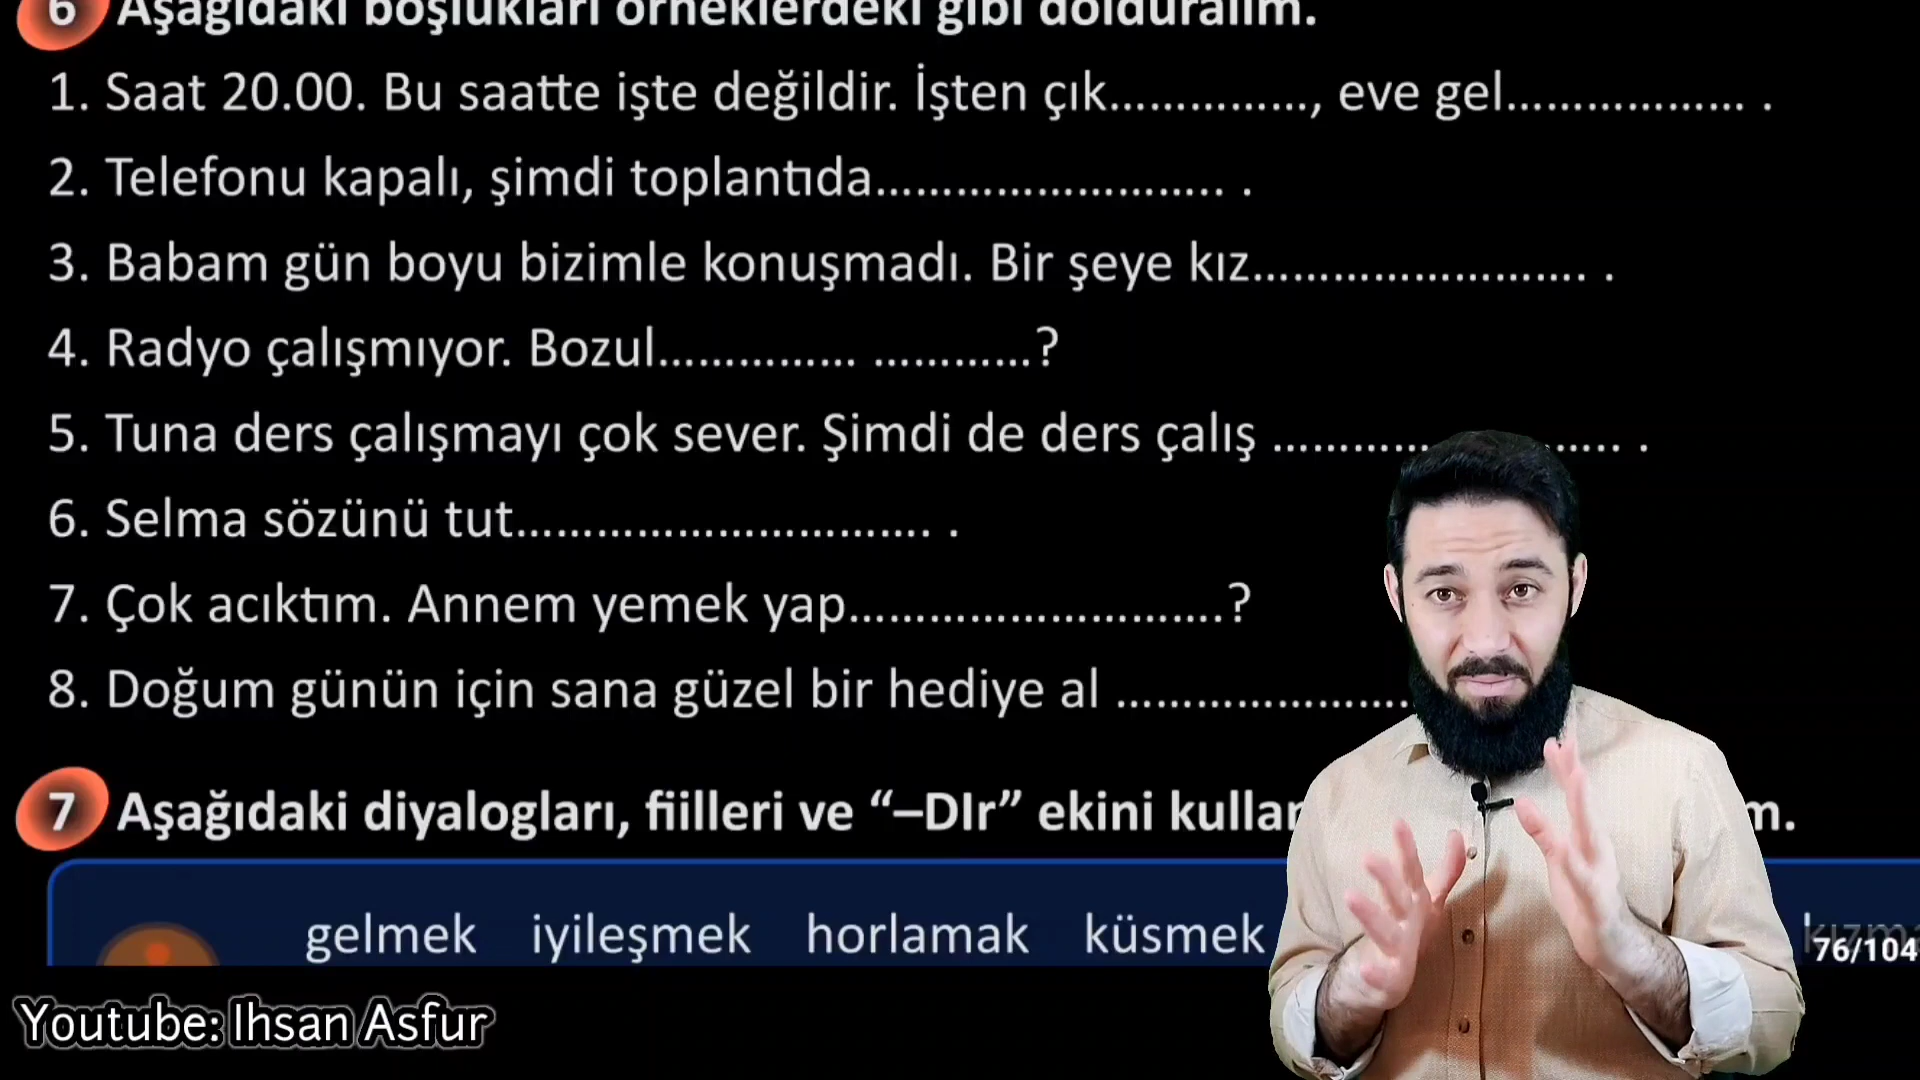 6 Aşağıdaki boşlukları örneklerdeki gibi dolduralım.
1. Saat 20.00. Bu saatte işte değildir. İşten çık..............., eve gel.................. .
2. Telefonu kapalı, şimdi toplantıda.......................... .
3. Babam gün boyu bizimle konuşmadı. Bir şeye kız......................... .
4. Radyo çalışmıyor. Bozul............... ............?
5. Tuna ders çalışmayı çok sever. Şimdi de ders çalış .......................... .
6. Selma sözünü tut............................... .
7. Çok acıktım. Annem yemek yap............................?
8. Doğum günün için sana güzel bir hediye al ......................
7 Aşağıdaki diyalogları, fiilleri ve “–DIr” ekini
gelmek iyileşmek horlamak küsmek
76/104
Youtube: Ihsan Asfur